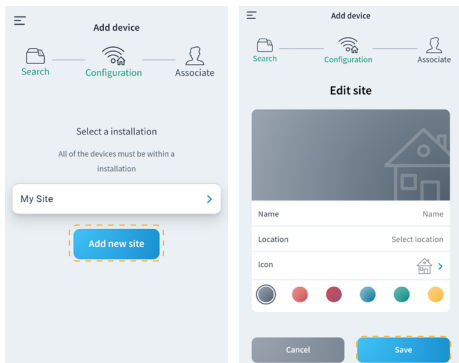 Add device
Search
Configuration
Associate
Select a installation
All of the devices must be within a
installation
My Site
Add new site
Add device
Search
Configuration
Associate
Edit site
Name
Name
Location
Select location
Icon
Cancel
Save